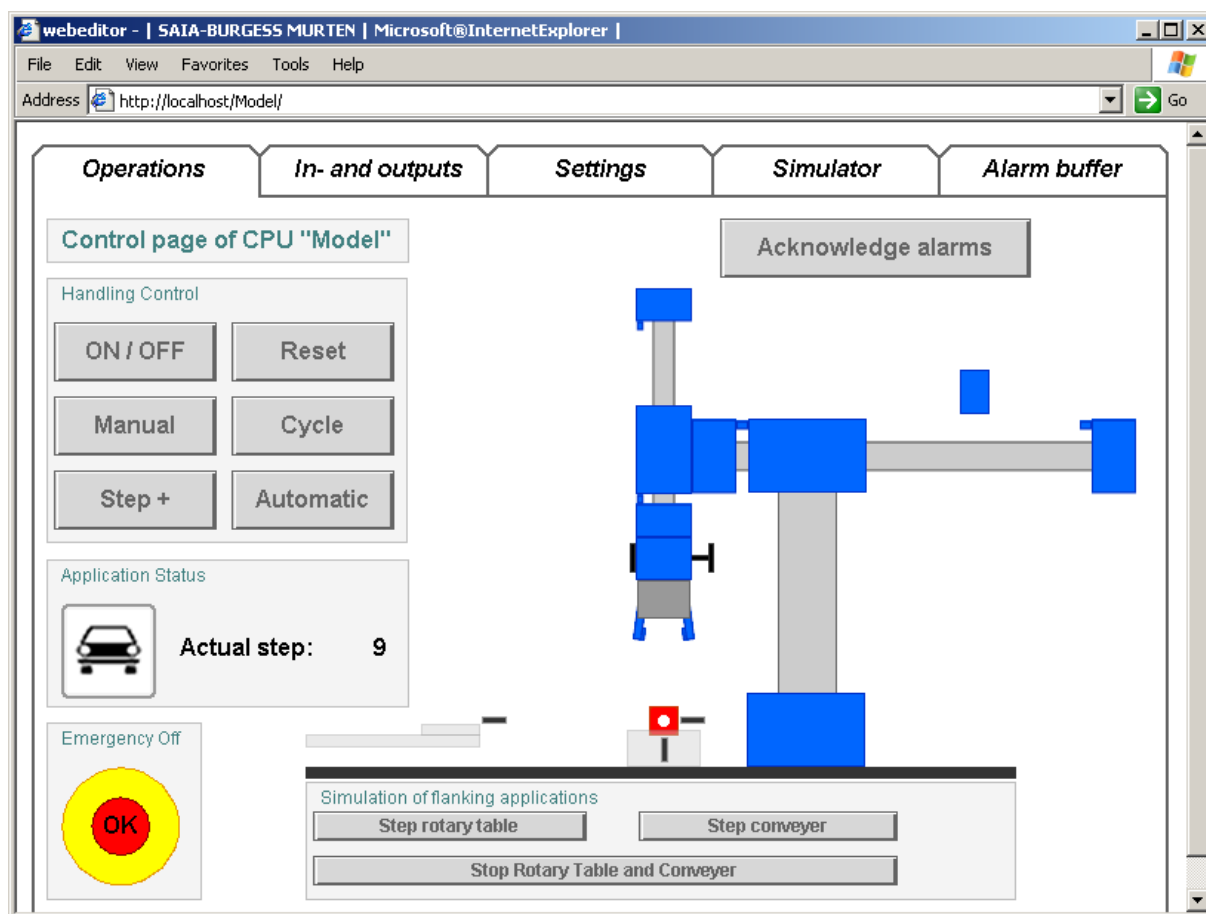 webeditor - | SAIA-BURGESS MURTEN | Microsoft®InternetExplorer |
File Edit View Favorites Tools Help
Address http://localhost/Model/ Go
Operations In- and outputs Settings Simulator Alarm buffer
Control page of CPU "Model"
Acknowledge alarms
Handling Control
ON / OFF Reset
Manual Cycle
Step + Automatic
Application Status
Actual step: 9
Emergency Off
OK
Simulation of flanking applications
Step rotary table Step conveyer
Stop Rotary Table and Conveyer